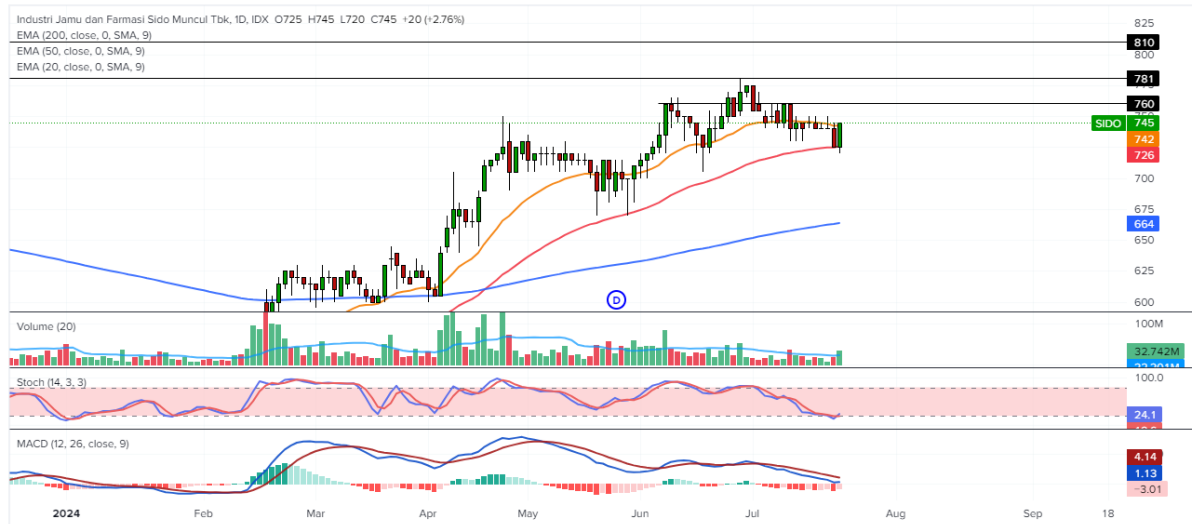 Industri Jamu dan Farmasi Sido Muncul Tbk, 1D, IDX O725 H745 L720 C745 +20 (+2.76%)
EMA (200, close, 0, SMA, 9)
EMA (50, close, 0, SMA, 9)
EMA (20, close, 0, SMA, 9)
825
810
800
781
760
SIDO 745
742
726
700
675
664
650
625
600
D
Volume (20)
100M
32.742M
Stoch (14, 3, 3)
100.0
24.1
MACD (12, 26, close, 9)
4.14
1.13
−3.01
2024 Feb Mar Apr May Jun Jul Aug Sep 18